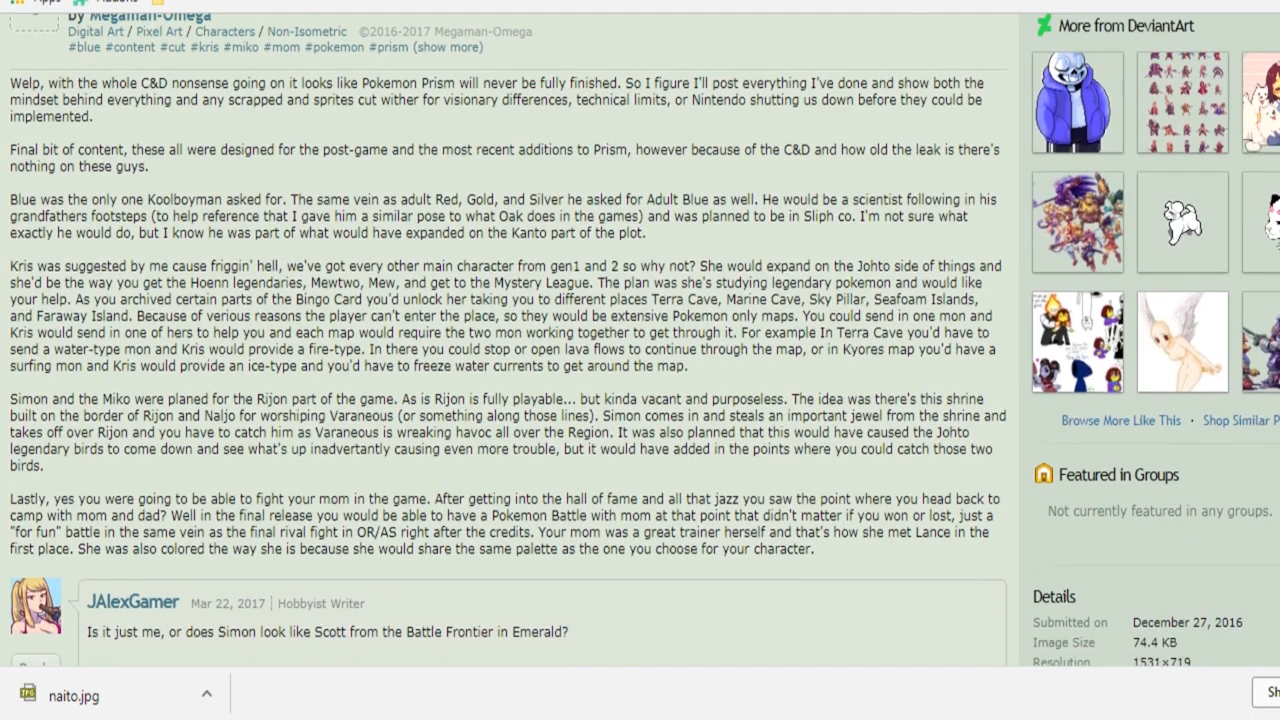 Apps
by Megaman-Omega
Digital Art / Pixel Art / Characters / Non-Isometric ©2016-2017 Megaman-Omega
#blue #content #cut #kris #miko #mom #pokemon #prism (show more)
Welp, with the whole C&D nonsense going on it looks like Pokemon Prism will never be fully finished. So I figure I'll post everything I've done and show both the
mindset behind everything and any scrapped and sprites cut wither for visionary differences, technical limits, or Nintendo shutting us down before they could be
implemented.
Final bit of content, these all were designed for the post-game and the most recent additions to Prism, however because of the C&D and how old the leak is there's
nothing on these guys.
Blue was the only one Koolboyman asked for. The same vein as adult Red, Gold, and Silver he asked for Adult Blue as well. He would be a scientist following in his
grandfathers footsteps (to help reference that I gave him a similar pose to what Oak does in the games) and was planned to be in Sliph co. I'm not sure what
exactly he would do, but I know he was part of what would have expanded on the Kanto part of the plot.
Kris was suggested by me cause friggin' hell, we've got every other main character from gen1 and 2 so why not? She would expand on the Johto side of things and
she'd be the way you get the Hoenn legendaries, Mewtwo, Mew, and get to the Mystery League. The plan was she's studying legendary pokemon and would like
your help. As you archived certain parts of the Bingo Card you'd unlock her taking you to different places Terra Cave, Marine Cave, Sky Pillar, Seafoam Islands,
and Faraway Island. Because of verious reasons the player can't enter the place, so they would be extensive Pokemon only maps. You could send in one mon and
Kris would send in one of hers to help you and each map would require the two mon working together to get through it. For example In Terra Cave you'd have to
send a water-type mon and Kris would provide a fire-type. In there you could stop or open lava flows to continue through the map, or in Kyores map you'd have a
surfing mon and Kris would provide an ice-type and you'd have to freeze water currents to get around the map.
Simon and the Miko were planed for the Rijon part of the game. As is Rijon is fully playable... but kinda vacant and purposeless. The idea was there's this shrine
built on the border of Rijon and Naljo for worshiping Varaneous (or something along those lines). Simon comes in and steals an important jewel from the shrine and
takes off over Rijon and you have to catch him as Varaneous is wreaking havoc all over the Region. It was also planned that this would have caused the Johto
legendary birds to come down and see what's up inadvertantly causing even more trouble, but it would have added in the points where you could catch those two
birds.
Lastly, yes you were going to be able to fight your mom in the game. After getting into the hall of fame and all that jazz you saw the point where you head back to
camp with mom and dad? Well in the final release you would be able to have a Pokemon Battle with mom at that point that didn't matter if you won or lost, just a
"for fun" battle in the same vein as the final rival fight in OR/AS right after the credits. Your mom was a great trainer herself and that's how she met Lance in the
first place. She was also colored the way she is because she would share the same palette as the one you choose for your character.
JAlexGamer Mar 22, 2017 Hobbyist Writer
Is it just me, or does Simon look like Scott from the Battle Frontier in Emerald?
More from DeviantArt
Browse More Like This · Shop Similar
Featured in Groups
Not currently featured in any groups.
Details
Submitted on December 27, 2016
Image Size 74.4 KB
Resolution 1531×719
naito.jpg